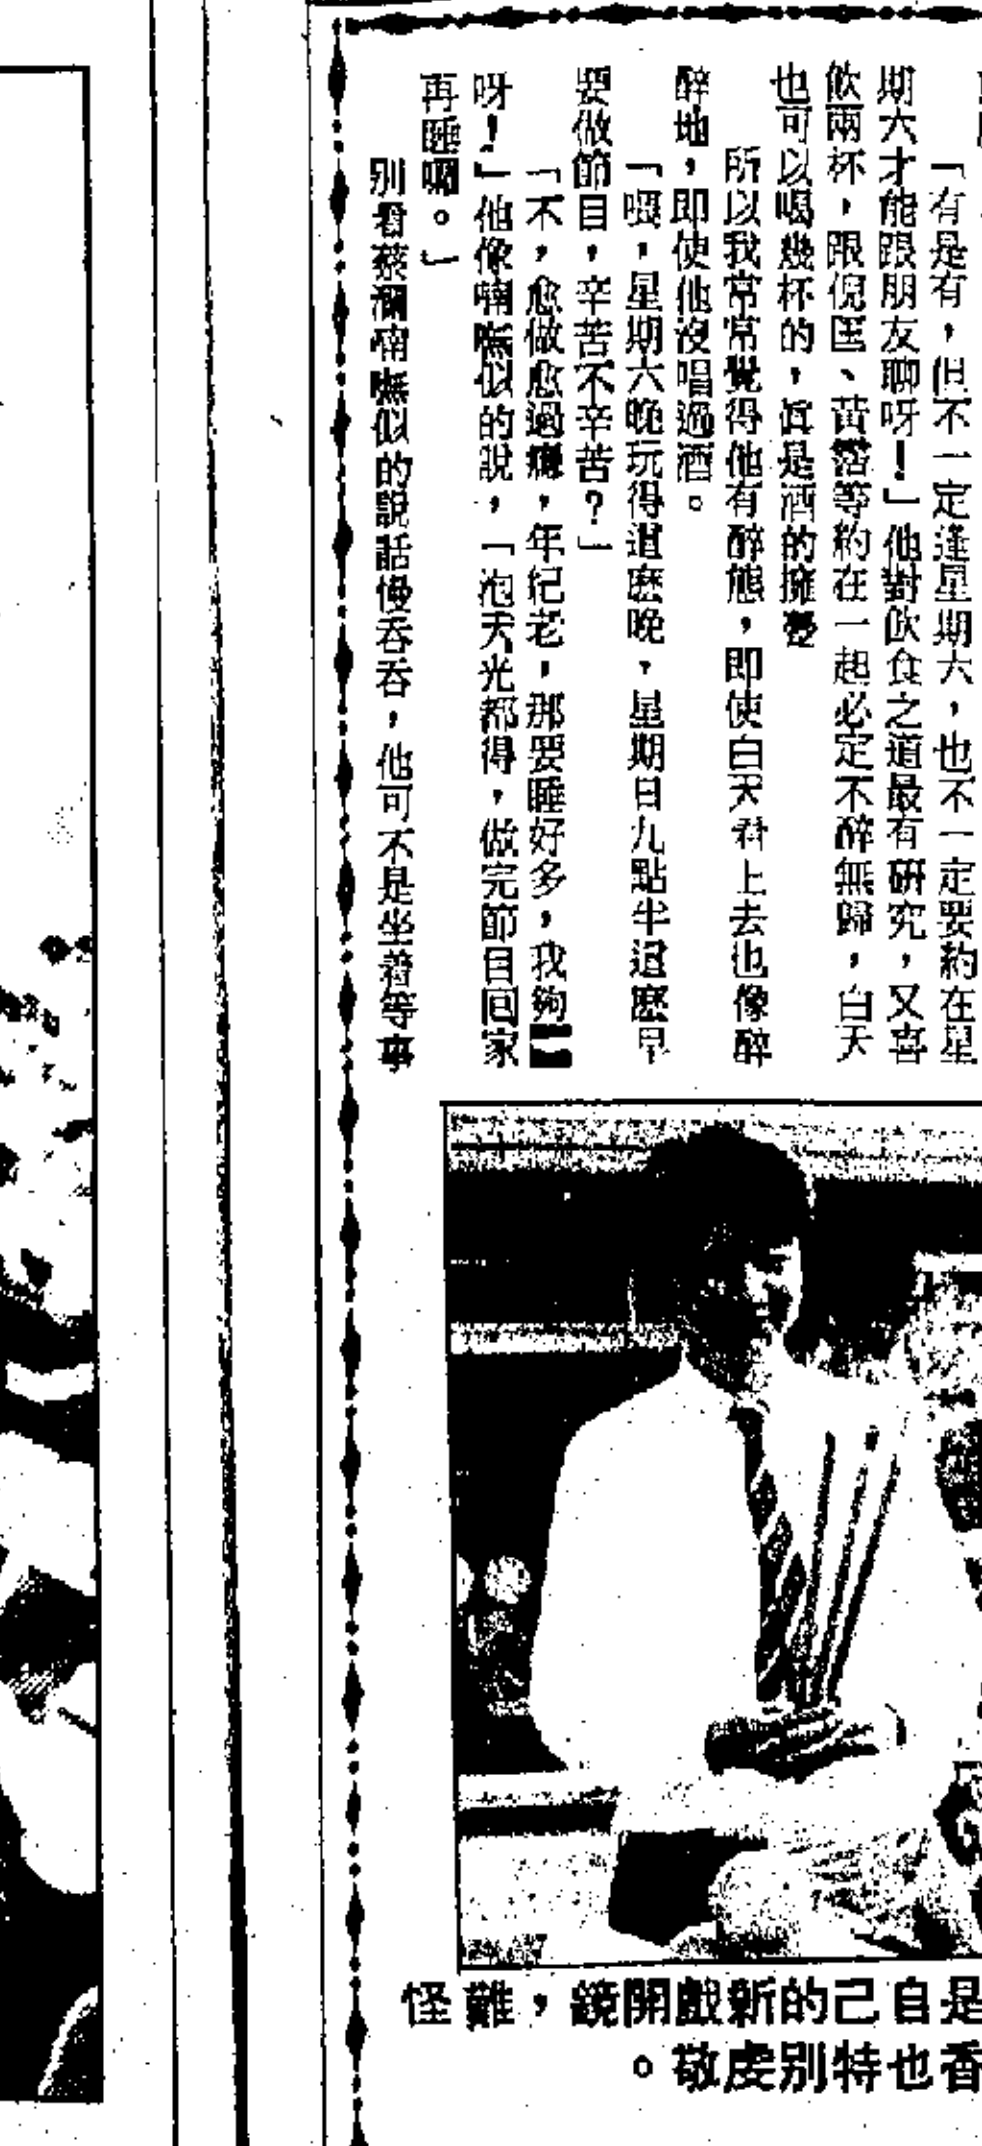 「有是有，但不一定逢星期六，也不一定要約在星
期六才能跟朋友聊呀！」他對飲食之道最有研究，又喜
飲兩杯，跟倪匡、黃霑等約在一起必定不醉無歸，白天
也可以喝幾杯的，眞是酒的擁躉
所以我常常覺得他有醉態，即使白天看上去也像醉
醉地，即使他沒唱過酒。
「喂，星期六晚玩得這麽晚，星期日九點半這麽早
要做節目，辛苦不辛苦？」
「不，愈做愈過癮，年纪老，那要睡好多，我夠
呀！」他像喃嘸似的說，「泡天光都得，做完節目回家
再睡囉。」
别看蔡瀾喃嘸似的說話慢吞吞，他可不是坐着等事
是自己的新戲開鏡，難怪
香也特别虔敬。